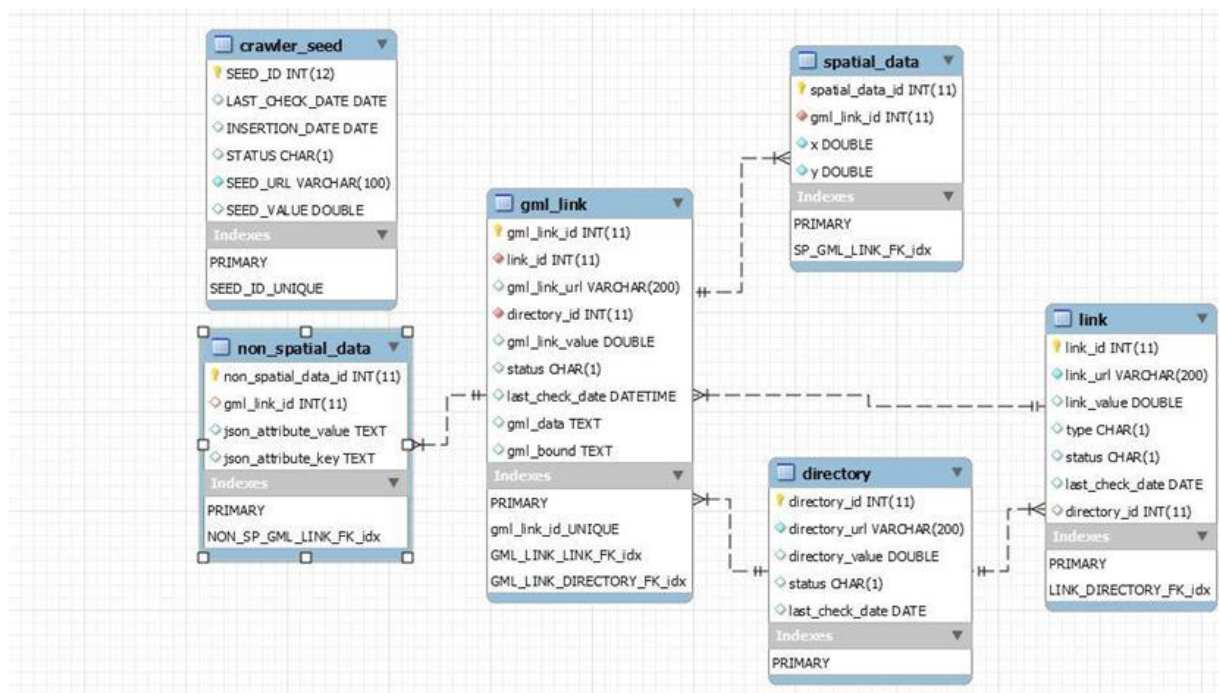 crawler_seed
SEED_ID INT(12)
LAST_CHECK_DATE DATE
INSERTION_DATE DATE
STATUS CHAR(1)
SEED_URL VARCHAR(100)
SEED_VALUE DOUBLE
Indexes
PRIMARY
SEED_ID_UNIQUE
non_spatial_data
non_spatial_data_id INT(11)
gml_link_id INT(11)
json_attribute_value TEXT
json_attribute_key TEXT
Indexes
PRIMARY
NON_SP_GML_LINK_FK_idx
gml_link
gml_link_id INT(11)
link_id INT(11)
gml_link_url VARCHAR(200)
directory_id INT(11)
gml_link_value DOUBLE
status CHAR(1)
last_check_date DATETIME
gml_data TEXT
gml_bound TEXT
Indexes
PRIMARY
gml_link_id_UNIQUE
GML_LINK_LINK_FK_idx
GML_LINK_DIRECTORY_FK_idx
spatial_data
spatial_data_id INT(11)
gml_link_id INT(11)
x DOUBLE
y DOUBLE
Indexes
PRIMARY
SP_GML_LINK_FK_idx
directory
directory_id INT(11)
directory_url VARCHAR(200)
directory_value DOUBLE
status CHAR(1)
last_check_date DATE
Indexes
PRIMARY
link
link_id INT(11)
link_url VARCHAR(200)
link_value DOUBLE
type CHAR(1)
status CHAR(1)
last_check_date DATE
directory_id INT(11)
Indexes
PRIMARY
LINK_DIRECTORY_FK_idx